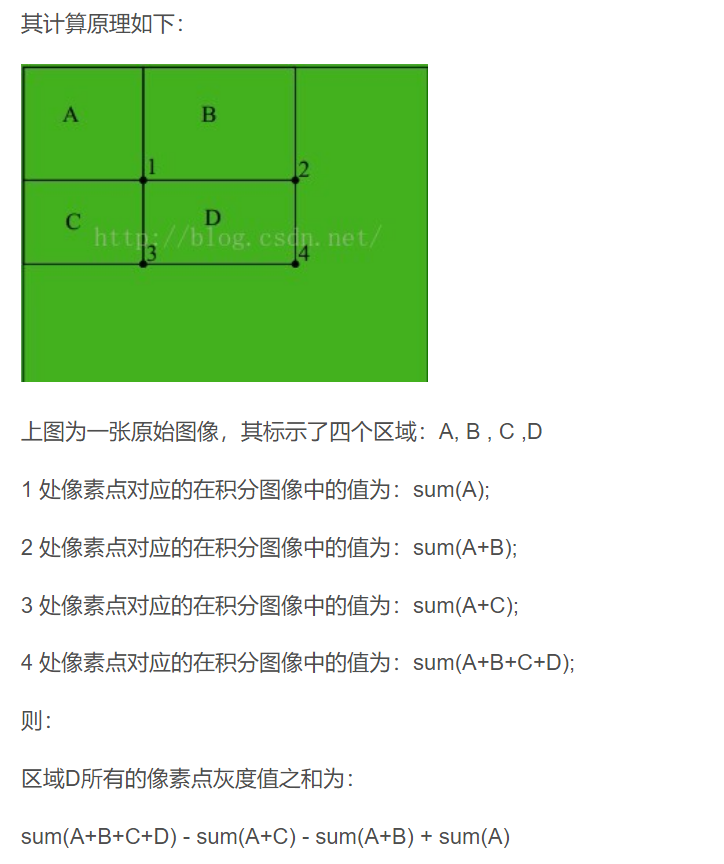 其计算原理如下：
A B
1 2
C D
http://blog.csdn.net/
3 4
上图为一张原始图像，其标示了四个区域：A, B , C ,D
1 处像素点对应的在积分图像中的值为：sum(A);
2 处像素点对应的在积分图像中的值为：sum(A+B);
3 处像素点对应的在积分图像中的值为：sum(A+C);
4 处像素点对应的在积分图像中的值为：sum(A+B+C+D);
则：
区域D所有的像素点灰度值之和为：
sum(A+B+C+D) - sum(A+C) - sum(A+B) + sum(A)